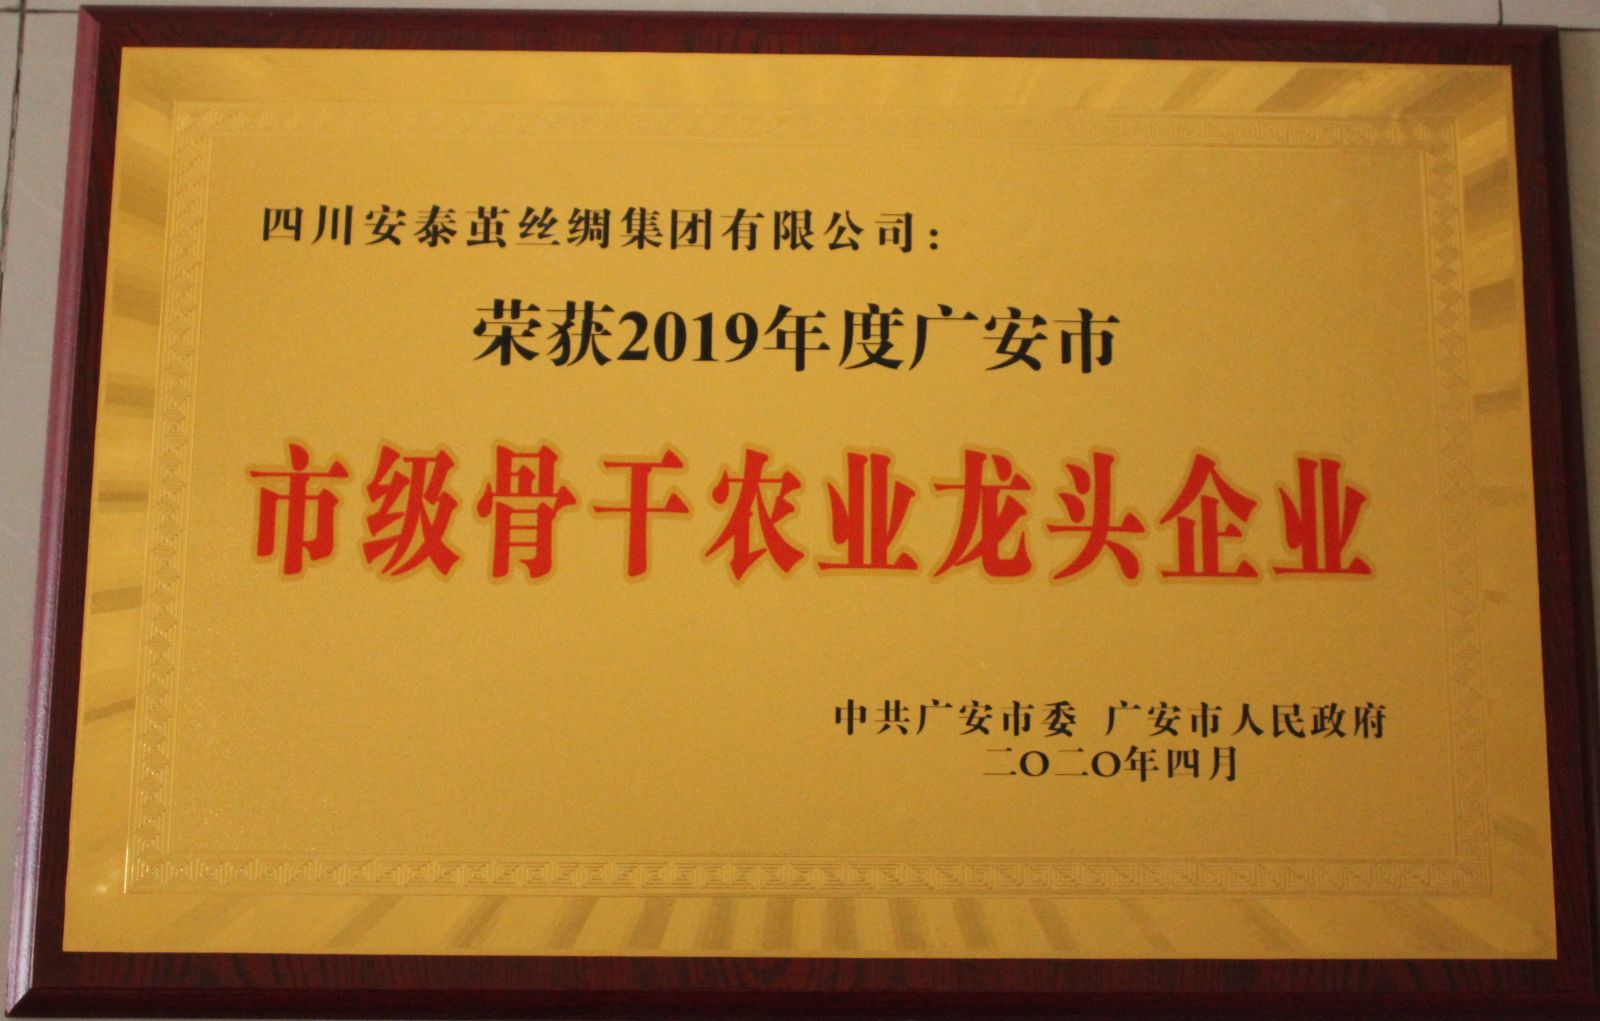 四川安泰茧丝绸集团有限公司：
荣获2019年度广安市
市级骨干农业龙头企业
中共广安市委 广安市人民政府
二〇二〇年四月